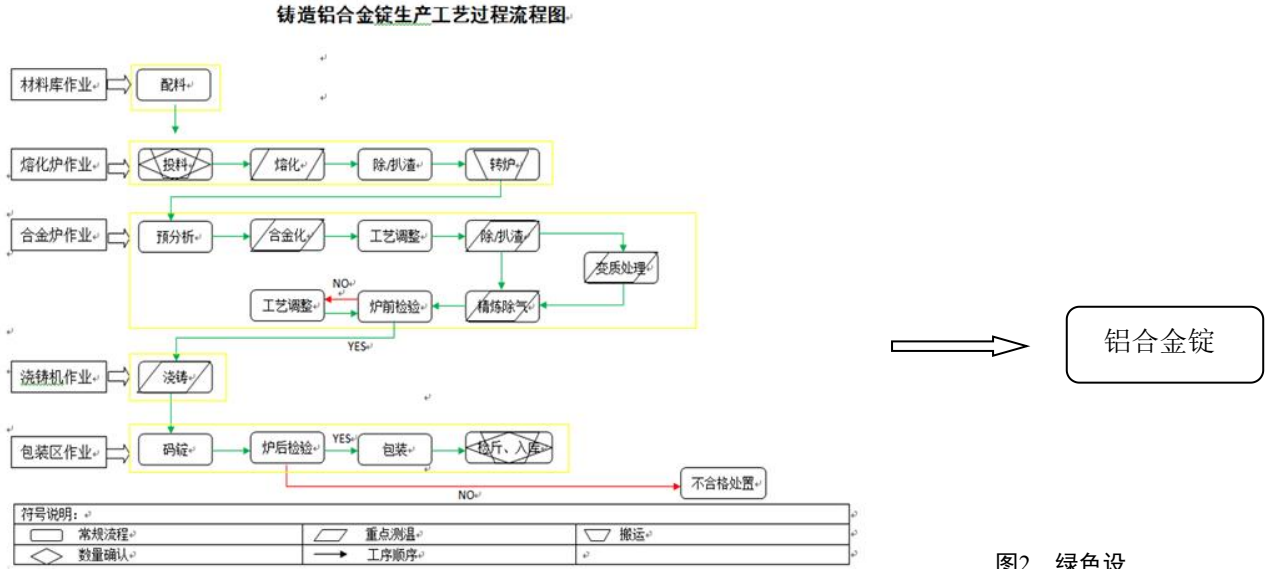 铸造铝合金锭生产工艺过程流程图
材料库作业
配料
熔化炉作业
投料
熔化
除/扒渣
转炉
合金炉作业
预分析
合金化
工艺调整
除/扒渣
变质处理
工艺调整
NO
炉前检验
精炼除气
YES
铝合金锭
浇铸机作业
浇铸
包装区作业
码锭
炉后检验
YES
包装
检斤、入库
NO
不合格处置
符号说明:
常规流程
重点测温
搬运
数量确认
工序顺序
图2 绿色设